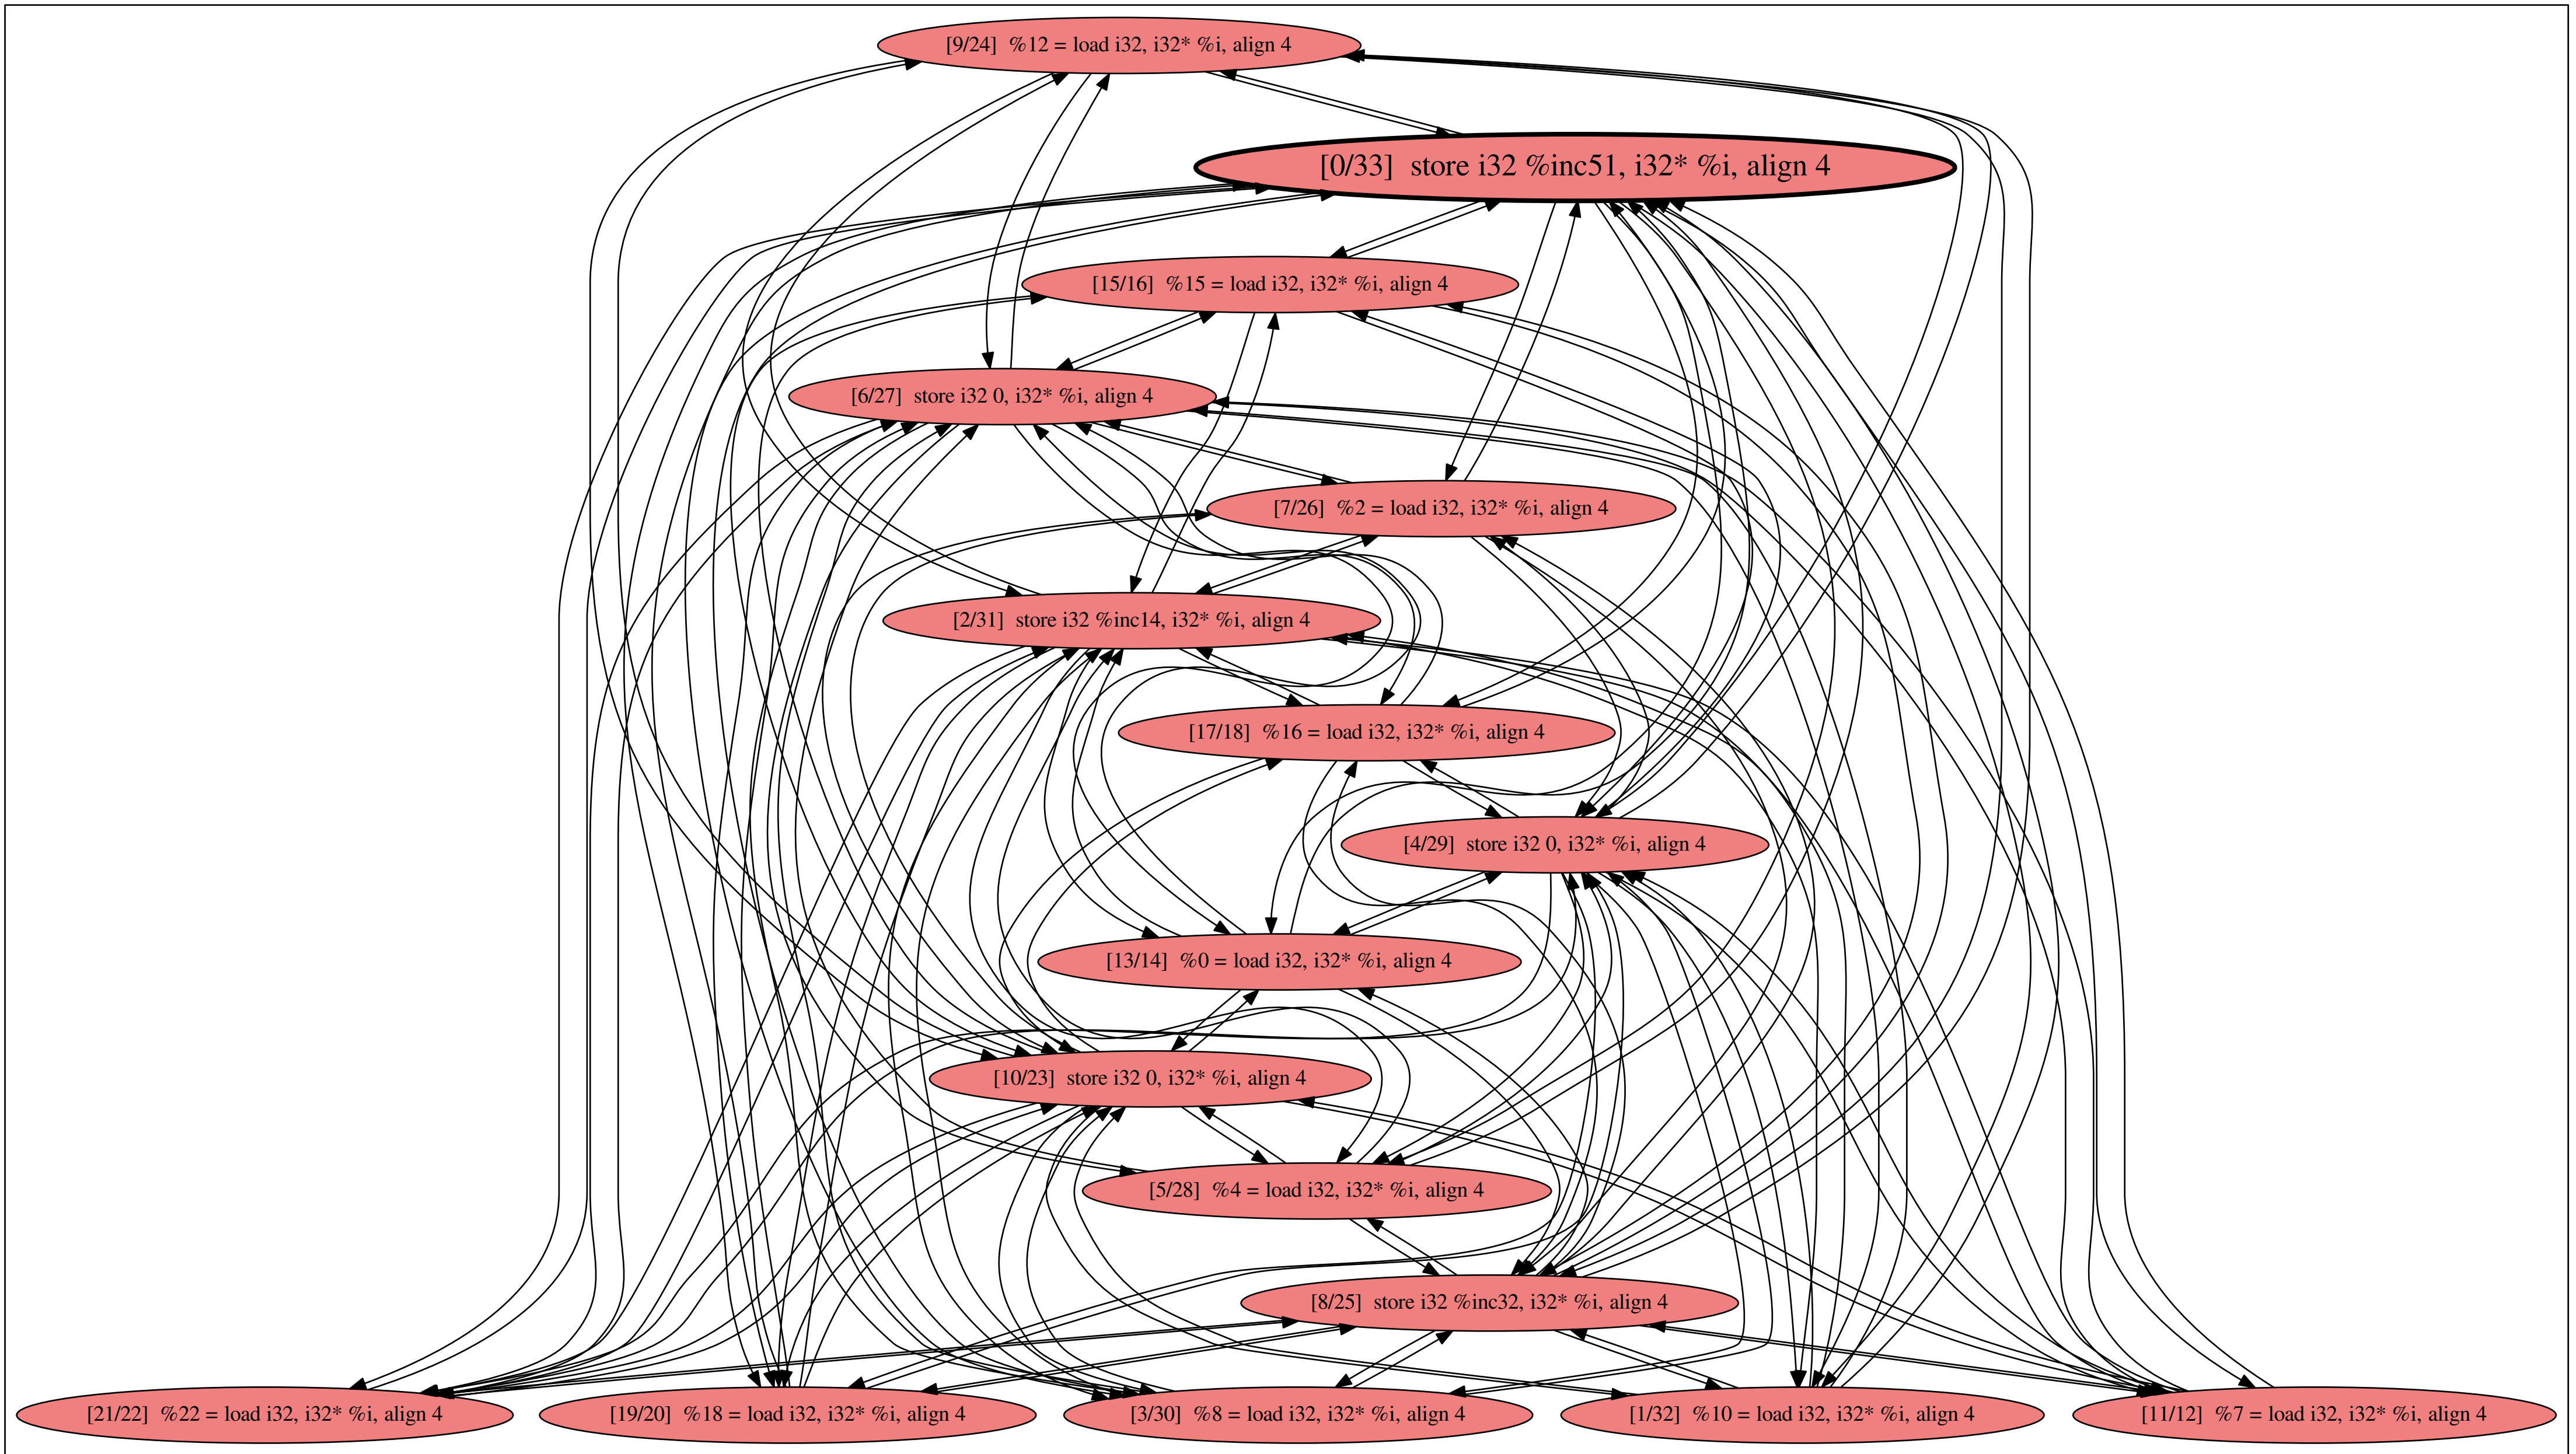 [9/24]  %12 = load i32, i32* %i, align 4
[0/33]  store i32 %inc51, i32* %i, align 4
[15/16]  %15 = load i32, i32* %i, align 4
[6/27]  store i32 0, i32* %i, align 4
[7/26]  %2 = load i32, i32* %i, align 4
[2/31]  store i32 %inc14, i32* %i, align 4
[17/18]  %16 = load i32, i32* %i, align 4
[4/29]  store i32 0, i32* %i, align 4
[13/14]  %0 = load i32, i32* %i, align 4
[10/23]  store i32 0, i32* %i, align 4
[5/28]  %4 = load i32, i32* %i, align 4
[8/25]  store i32 %inc32, i32* %i, align 4
[21/22]  %22 = load i32, i32* %i, align 4
[19/20]  %18 = load i32, i32* %i, align 4
[3/30]  %8 = load i32, i32* %i, align 4
[1/32]  %10 = load i32, i32* %i, align 4
[11/12]  %7 = load i32, i32* %i, align 4